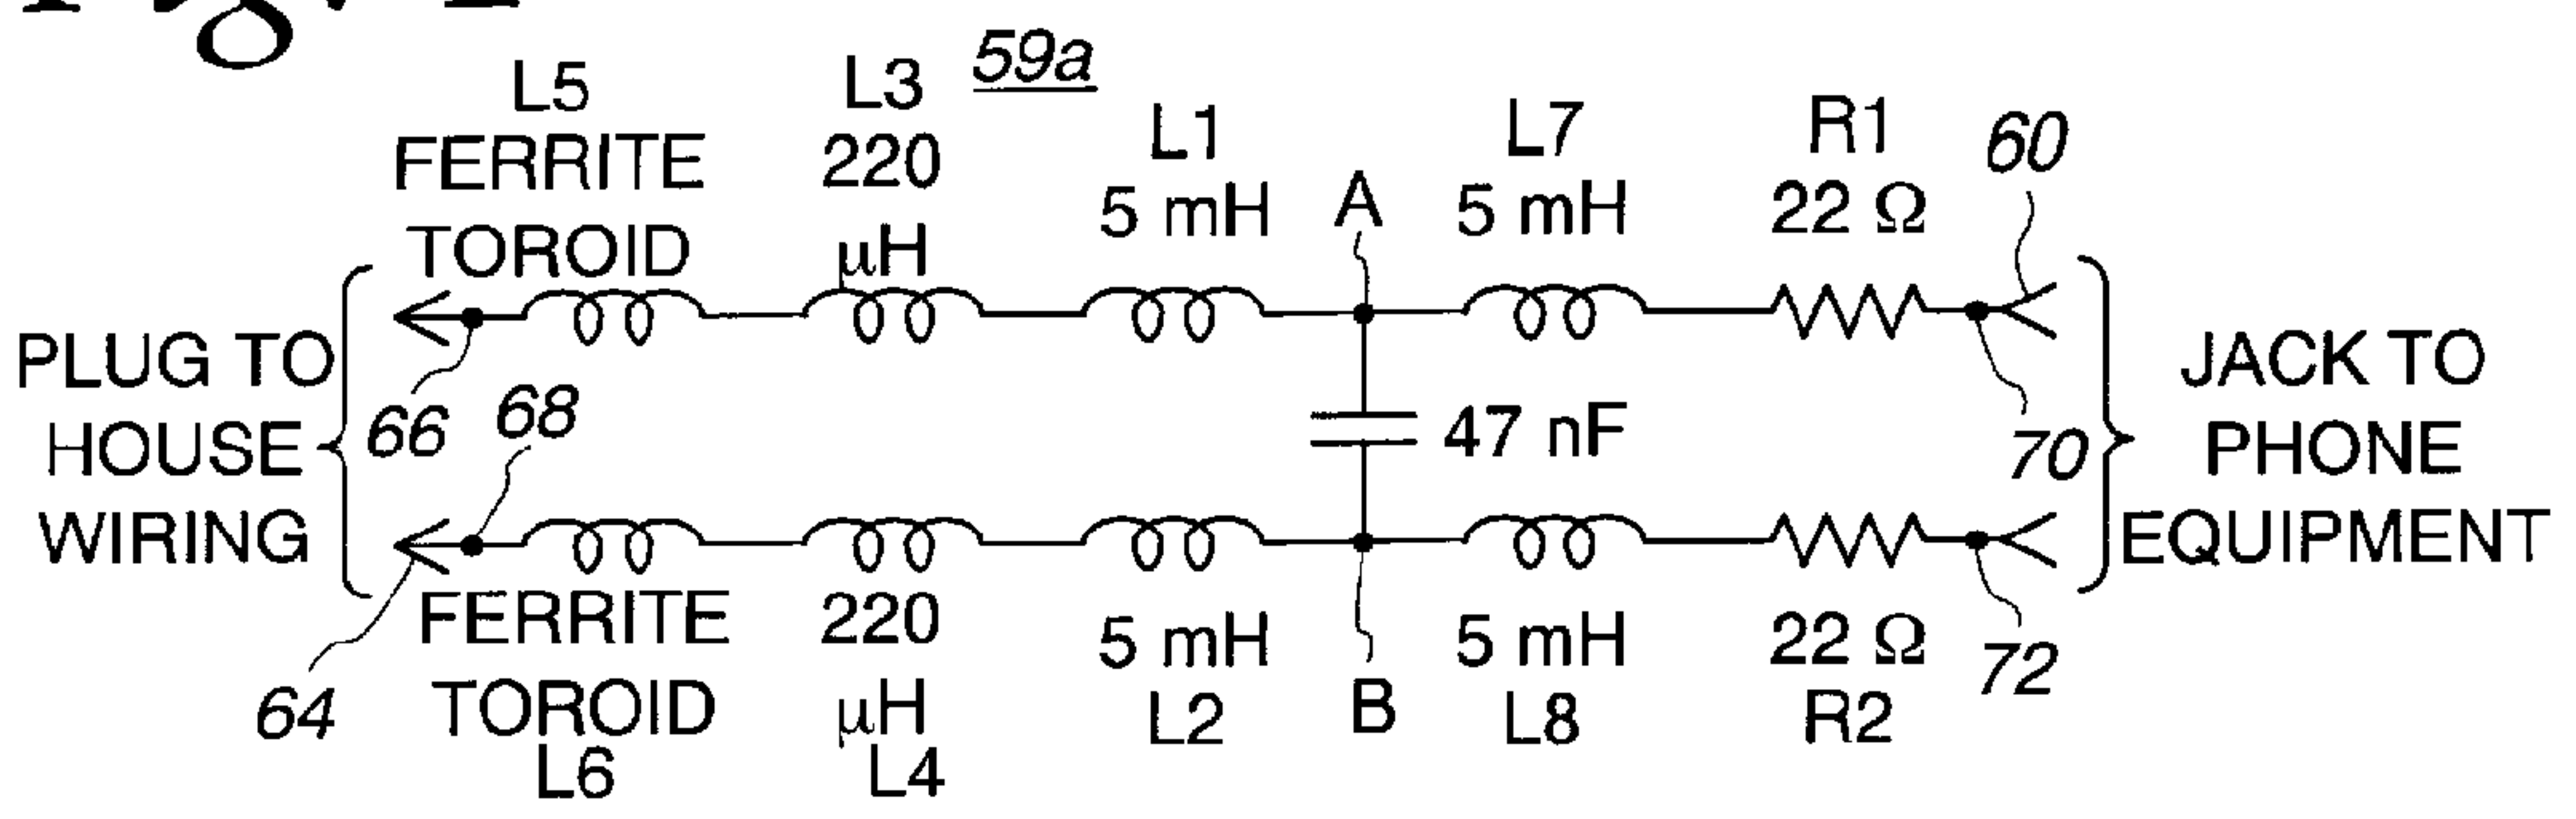 59a
L5
FERRITE
TOROID
L3
220
μH
L1
5 mH
A
L7
5 mH
R1
22 Ω
60
PLUG TO
HOUSE
WIRING
66
68
47 nF
70
JACK TO
PHONE
EQUIPMENT
64
FERRITE
TOROID
L6
220
μH
L4
5 mH
L2
B
5 mH
L8
22 Ω
R2
72